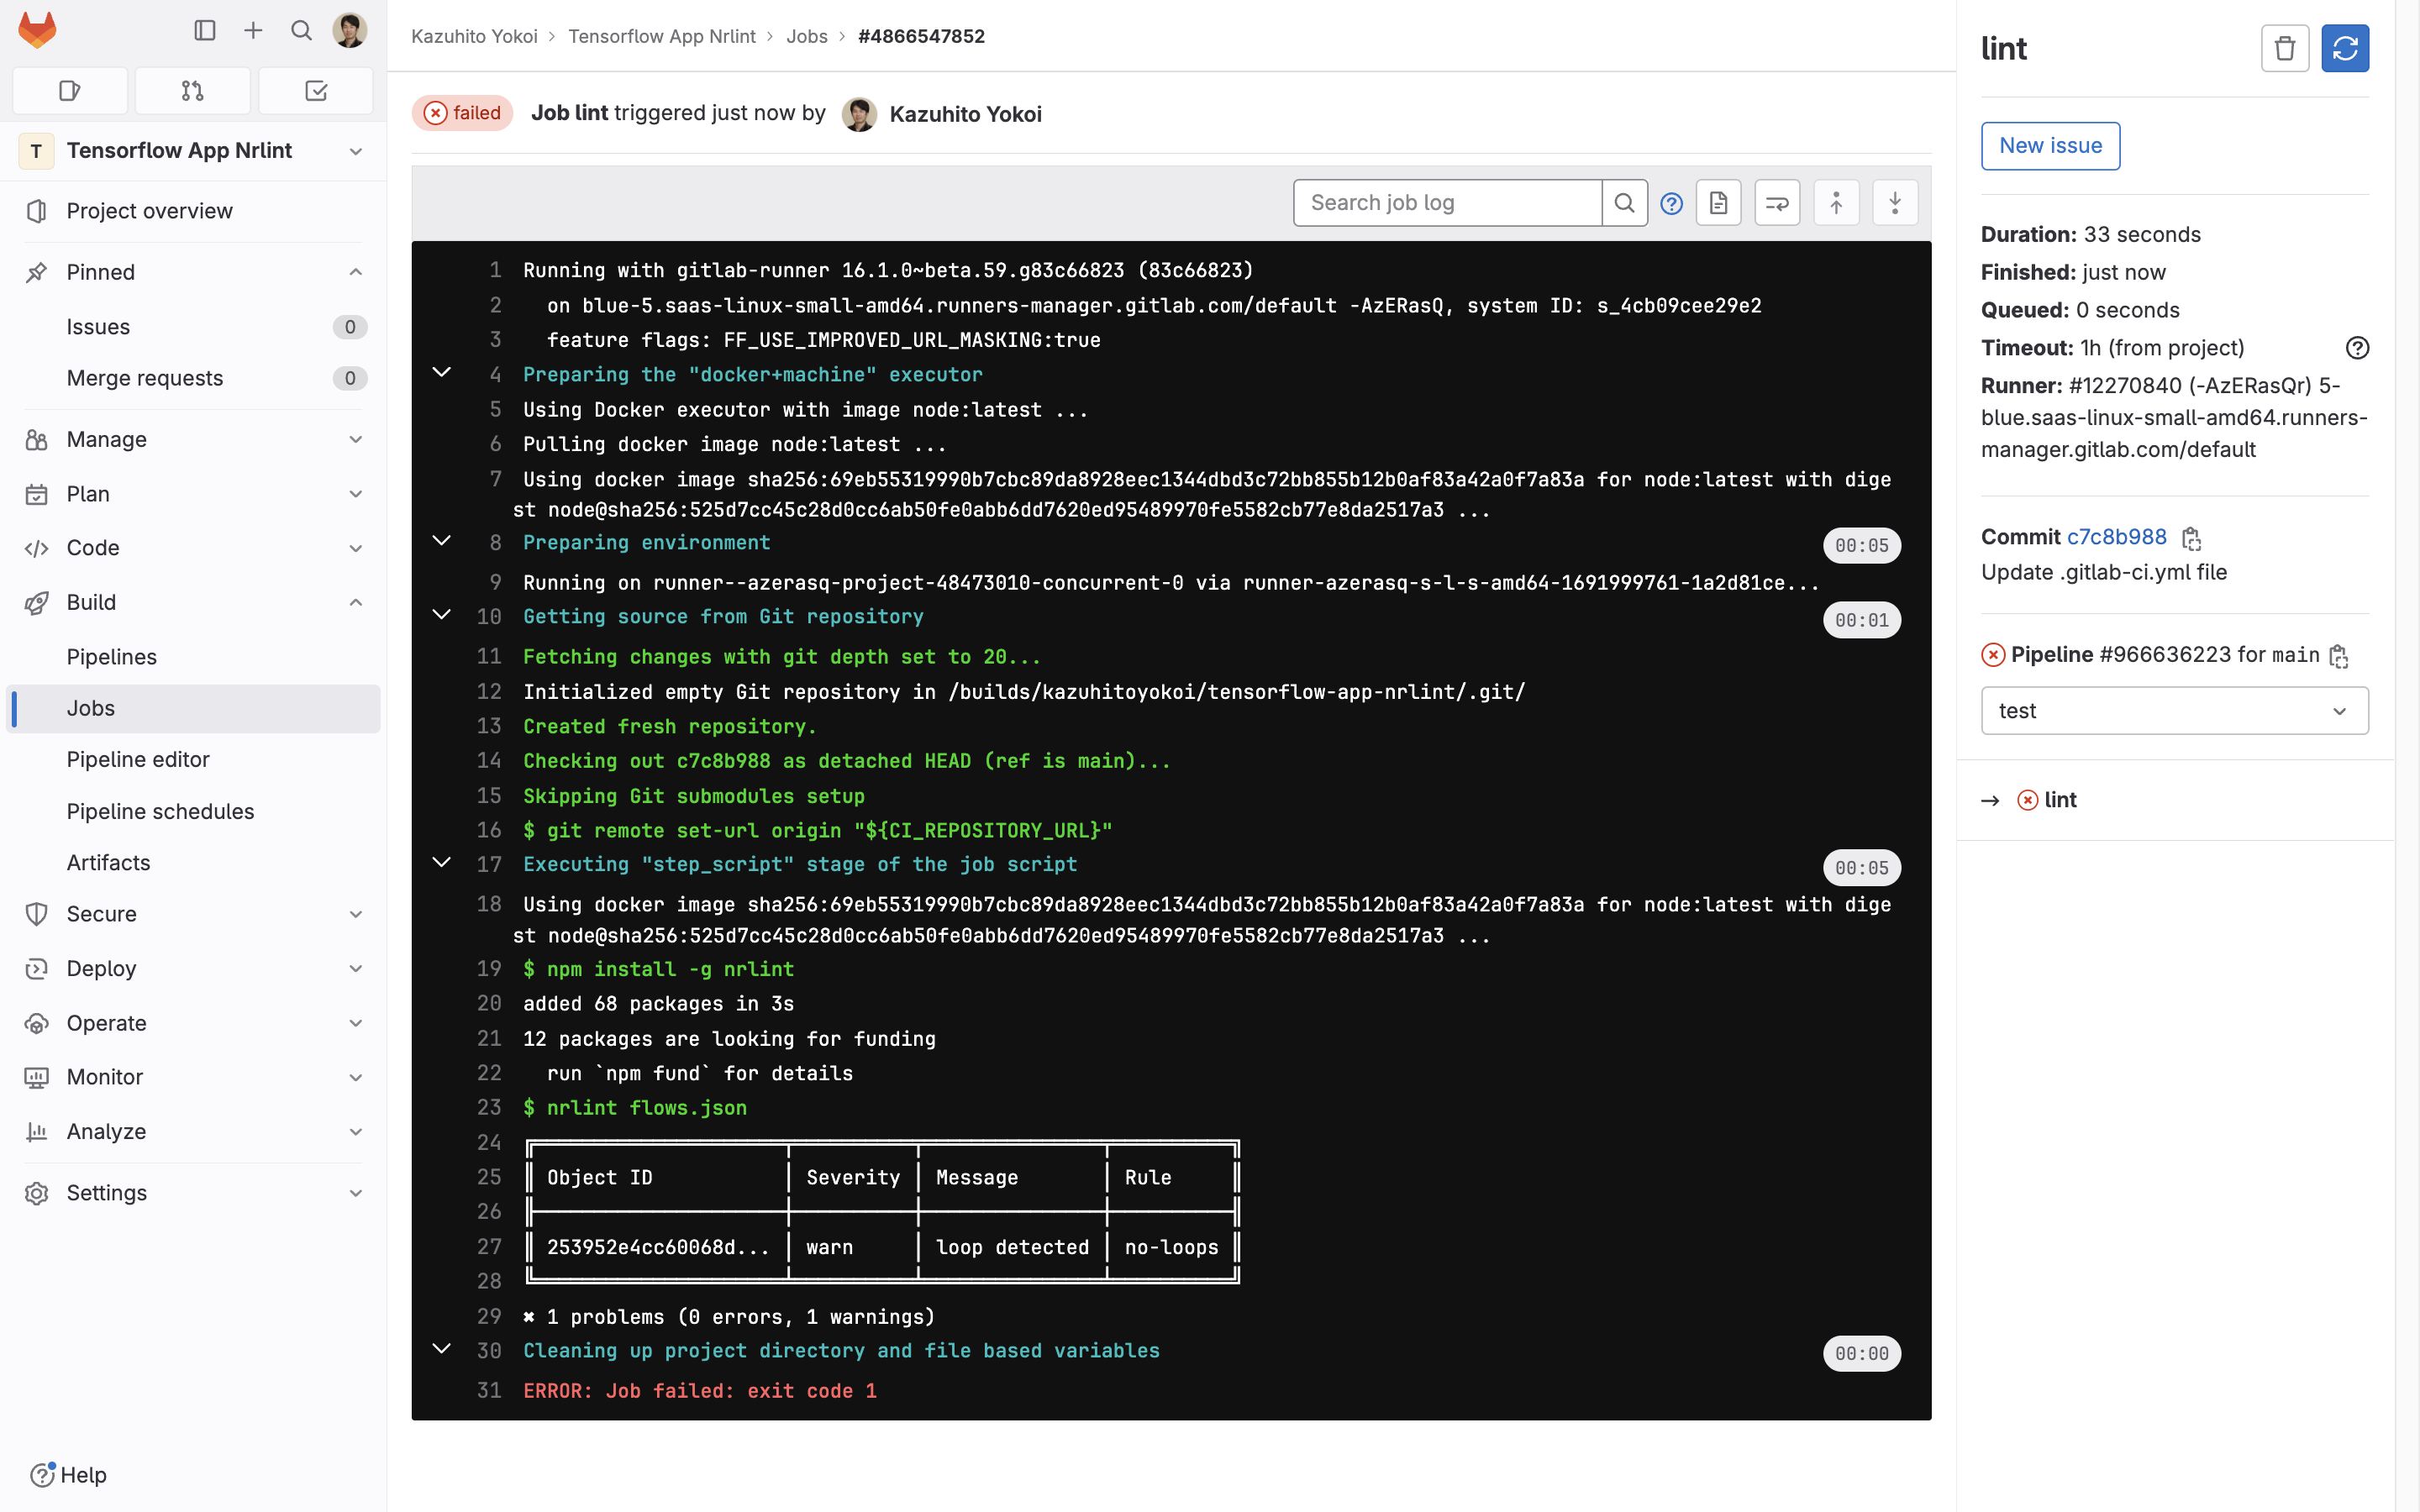 Tensorflow App Nrlint
T
Project overview
Pinned
Issues 0
Merge requests 0
Manage
Plan
Code
Build
Pipelines
Jobs
Pipeline editor
Pipeline schedules
Artifacts
Secure
Deploy
Operate
Monitor
Analyze
Settings
Help
Kazuhito Yokoi > Tensorflow App Nrlint > Jobs > #4866547852
failed Job lint triggered just now by Kazuhito Yokoi
Search job log
1 Running with gitlab-runner 16.1.0~beta.59.g83c66823 (83c66823)
2 on blue-5.saas-linux-small-amd64.runners-manager.gitlab.com/default -AzERasQ, system ID: s_4cb09cee29e2
3 feature flags: FF_USE_IMPROVED_URL_MASKING:true
4 Preparing the "docker+machine" executor
5 Using Docker executor with image node:latest ...
6 Pulling docker image node:latest ...
7 Using docker image sha256:69eb55319990b7cbc89da8928eec1344dbd3c72bb855b12b0af83a42a0f7a83a for node:latest with dige
st node@sha256:525d7cc45c28d0cc6ab50fe0abb6dd7620ed95489970fe5582cb77e8da2517a3 ...
8 Preparing environment 00:05
9 Running on runner--azerasq-project-48473010-concurrent-0 via runner-azerasq-s-l-s-amd64-1691999761-1a2d81ce...
10 Getting source from Git repository 00:01
11 Fetching changes with git depth set to 20...
12 Initialized empty Git repository in /builds/kazuhitoyokoi/tensorflow-app-nrlint/.git/
13 Created fresh repository.
14 Checking out c7c8b988 as detached HEAD (ref is main)...
15 Skipping Git submodules setup
16 $ git remote set-url origin "${CI_REPOSITORY_URL}"
17 Executing "step_script" stage of the job script 00:05
18 Using docker image sha256:69eb55319990b7cbc89da8928eec1344dbd3c72bb855b12b0af83a42a0f7a83a for node:latest with dige
st node@sha256:525d7cc45c28d0cc6ab50fe0abb6dd7620ed95489970fe5582cb77e8da2517a3 ...
19 $ npm install -g nrlint
20 added 68 packages in 3s
21 12 packages are looking for funding
22 run `npm fund` for details
23 $ nrlint flows.json
24
25 Object ID Severity Message Rule
26
27 253952e4cc60068d... warn loop detected no-loops
28
29 ✖ 1 problems (0 errors, 1 warnings)
30 Cleaning up project directory and file based variables 00:00
31 ERROR: Job failed: exit code 1
lint
New issue
Duration: 33 seconds
Finished: just now
Queued: 0 seconds
Timeout: 1h (from project)
Runner: #12270840 (-AzERasQr) 5-
blue.saas-linux-small-amd64.runners-
manager.gitlab.com/default
Commit c7c8b988
Update .gitlab-ci.yml file
Pipeline #966636223 for main
test
→ lint